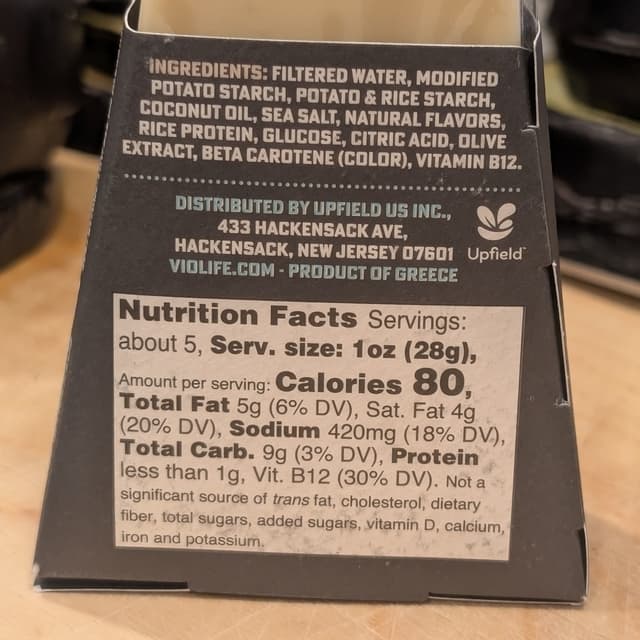 INGREDIENTS: FILTERED WATER, MODIFIED
POTATO STARCH, POTATO & RICE STARCH,
COCONUT OIL, SEA SALT, NATURAL FLAVORS,
RICE PROTEIN, GLUCOSE, CITRIC ACID, OLIVE
EXTRACT, BETA CAROTENE (COLOR), VITAMIN B12.
DISTRIBUTED BY UPFIELD US INC.,
433 HACKENSACK AVE,
HACKENSACK, NEW JERSEY 07601
VIOLIFE.COM - PRODUCT OF GREECE
Upfield™
Nutrition Facts Servings:
about 5, Serv. size: 1oz (28g),
Amount per serving: Calories 80,
Total Fat 5g (6% DV), Sat. Fat 4g
(20% DV), Sodium 420mg (18% DV),
Total Carb. 9g (3% DV), Protein
less than 1g, Vit. B12 (30% DV). Not a
significant source of trans fat, cholesterol, dietary
fiber, total sugars, added sugars, vitamin D, calcium,
iron and potassium.